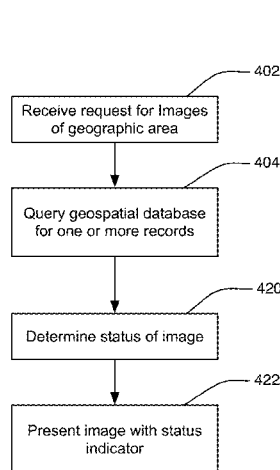 402
Receive request for Images
of geographic area
404
Query geospatial database
for one or more records
420
Determine status of image
422
Present image with status
indicator